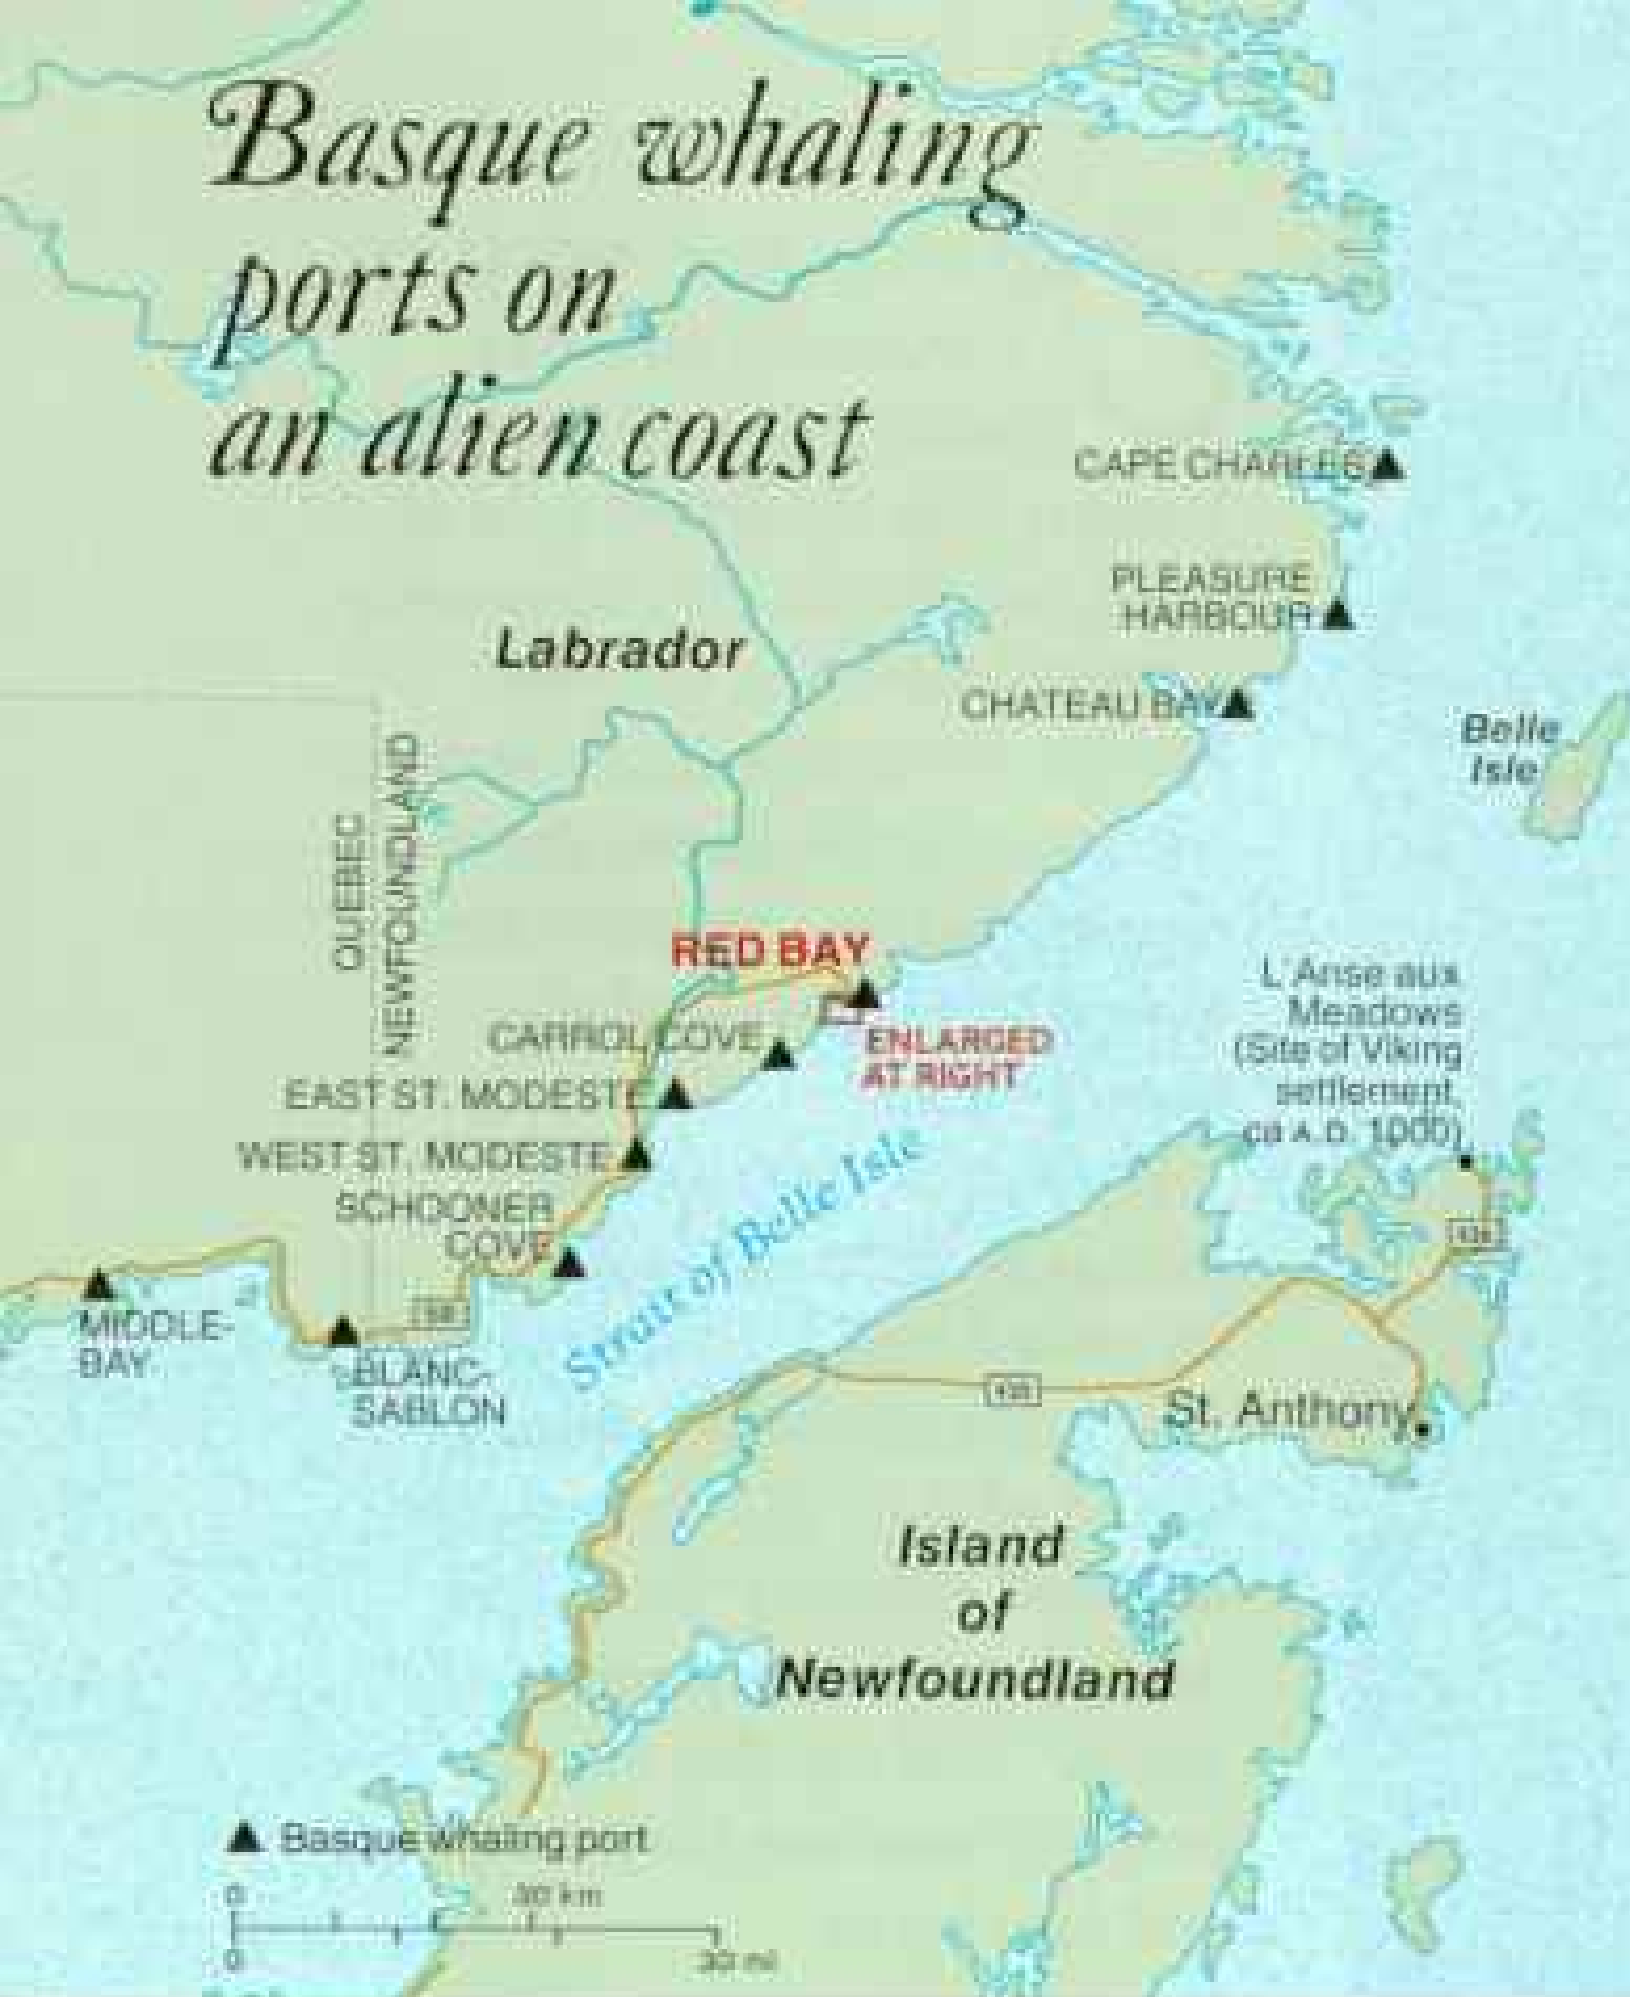 Basque whaling
ports on
an alien coast
CAPE CHARLES
PLEASURE
HARBOUR
Labrador
CHATEAU BAY
Belle
Isle
QUEBEC
NEWFOUNDLAND
RED BAY
L'Anse aux
Meadows
(Site of Viking
settlement,
ca A.D. 1000)
CARROL COVE
ENLARGED
AT RIGHT
EAST ST. MODESTE
WEST ST. MODESTE
SCHOONER
COVE
Strait of Belle Isle
MIDDLE-
BAY
BLANC-
SABLON
St. Anthony
Island
of
Newfoundland
Basque whaling port
0
30 km
0
30 mi